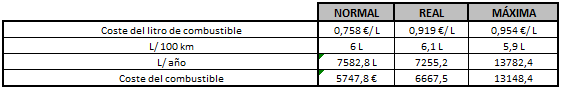 NORMAL REAL MÁXIMA
Coste del litro de combustible 0,758 €/ L 0,919 €/ L 0,954 €/ L
L/ 100 km 6 L 6,1 L 5,9 L
L/ año 7582,8 L 7255,2 13782,4
Coste del combustible 5747,8 € 6667,5 13148,4